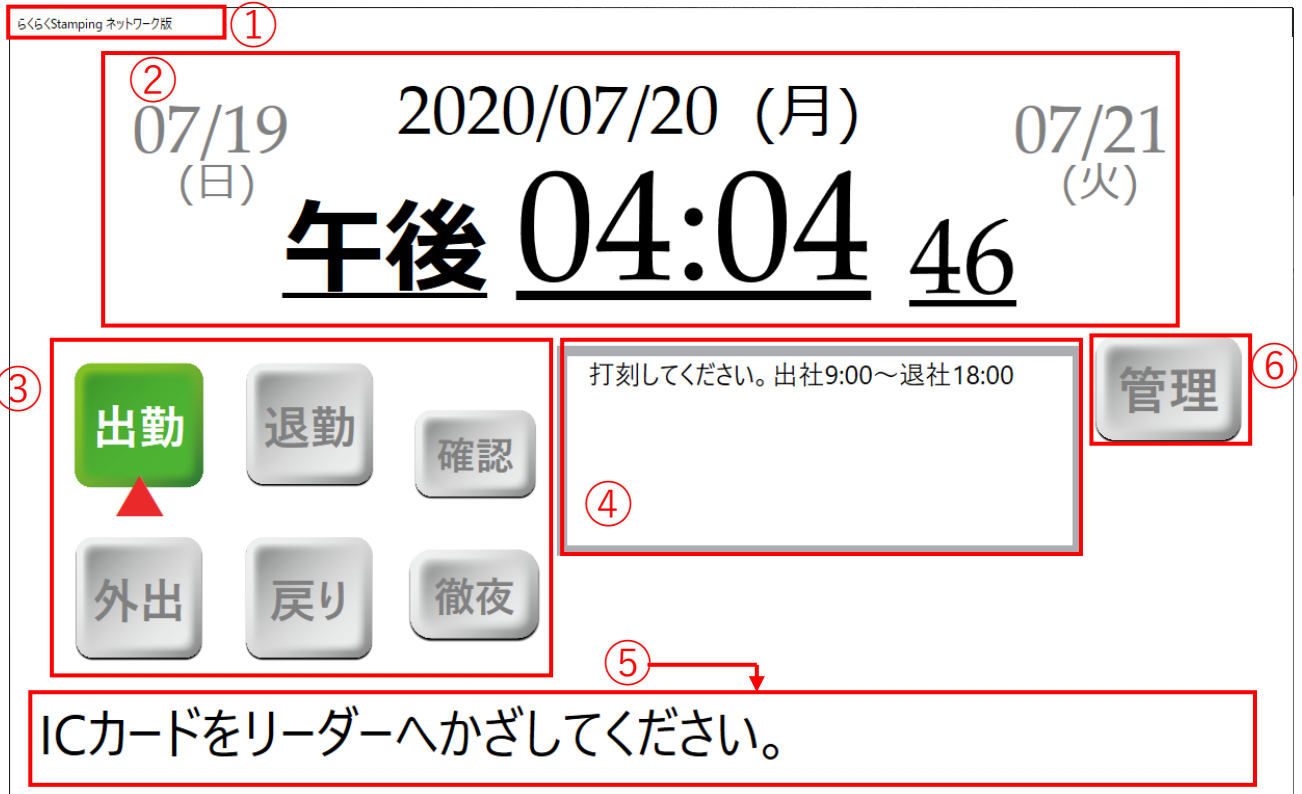 らくらくStamping ネットワーク版
①
②
07/19
(日)
2020/07/20 (月)
07/21
(火)
午後 04:04 46
③
出勤
退勤
確認
外出
戻り
徹夜
打刻してください。出社9:00～退社18:00
④
管理
⑥
⑤
ICカードをリーダーへかざしてください。